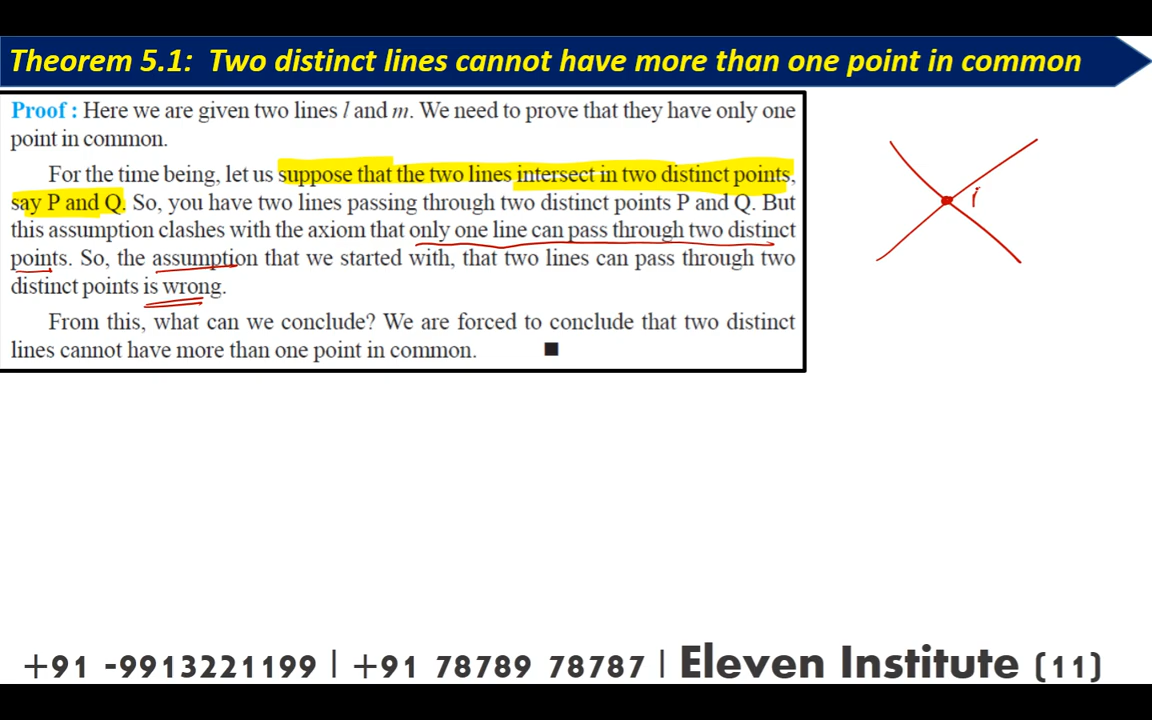 Theorem 5.1: Two distinct lines cannot have more than one point in common
Proof : Here we are given two lines l and m. We need to prove that they have only one
point in common.
For the time being, let us suppose that the two lines intersect in two distinct points,
say P and Q. So, you have two lines passing through two distinct points P and Q. But
this assumption clashes with the axiom that only one line can pass through two distinct
points. So, the assumption that we started with, that two lines can pass through two
distinct points is wrong.
From this, what can we conclude? We are forced to conclude that two distinct
lines cannot have more than one point in common. ■
+91 -9913221199 | +91 78789 78787 | Eleven Institute (11)